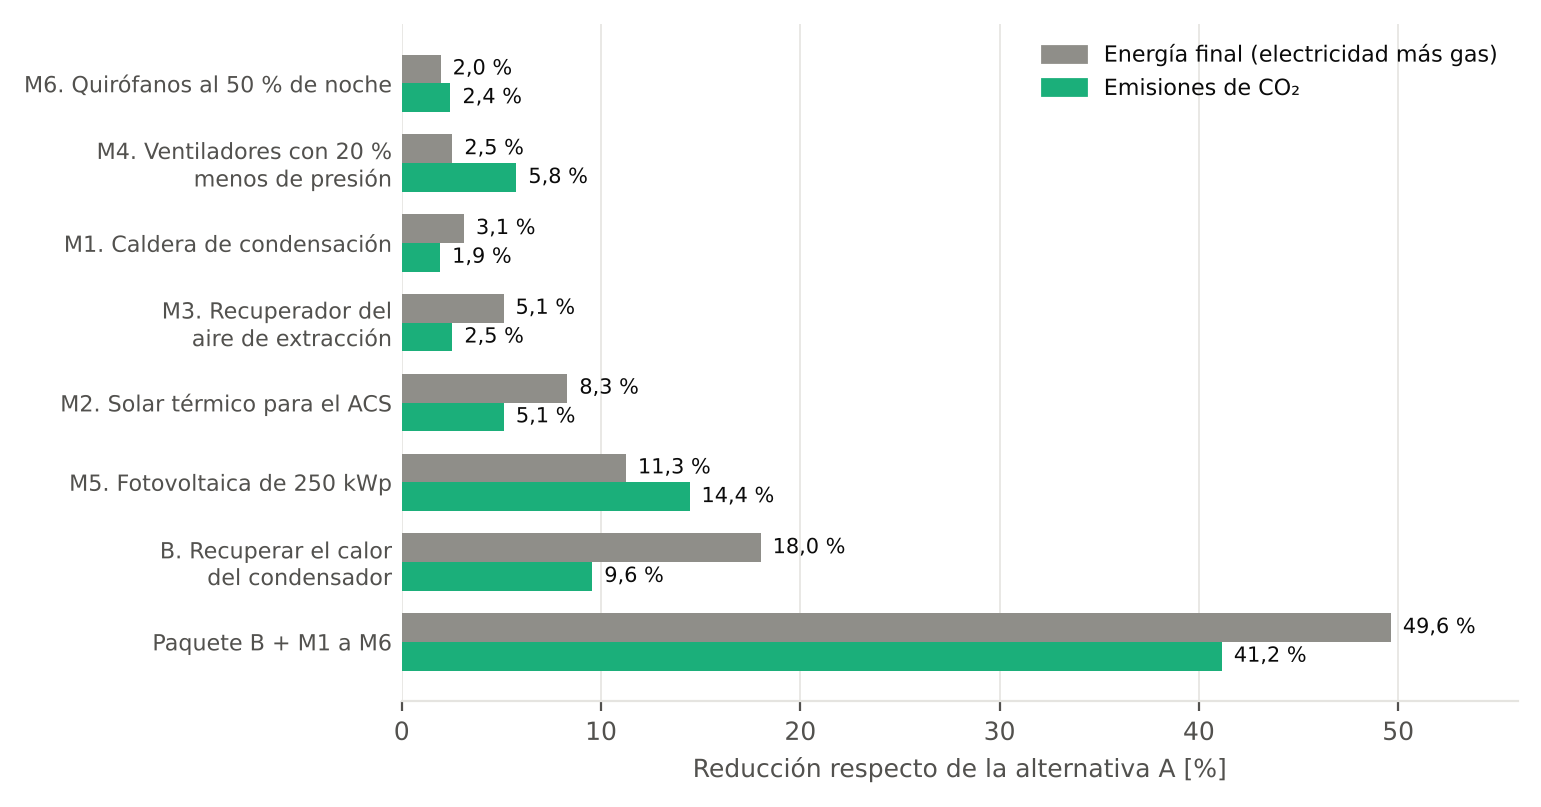 Energía final (electricidad más gas)
Emisiones de CO₂
M6. Quirófanos al 50 % de noche
2,0 %
2,4 %
M4. Ventiladores con 20 %
menos de presión
2,5 %
5,8 %
M1. Caldera de condensación
3,1 %
1,9 %
M3. Recuperador del
aire de extracción
5,1 %
2,5 %
M2. Solar térmico para el ACS
8,3 %
5,1 %
M5. Fotovoltaica de 250 kWp
11,3 %
14,4 %
B. Recuperar el calor
del condensador
18,0 %
9,6 %
Paquete B + M1 a M6
49,6 %
41,2 %
0 10 20 30 40 50
Reducción respecto de la alternativa A [%]